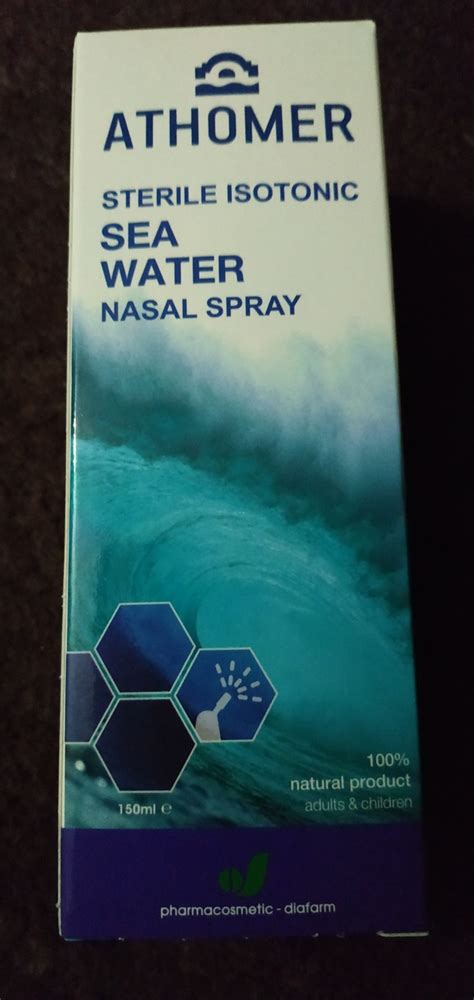 ATHOMER
STERILE ISOTONIC
SEA
WATER
NASAL SPRAY
100%
natural product
adults & children
150ml ℮
pharmacosmetic - diafarm